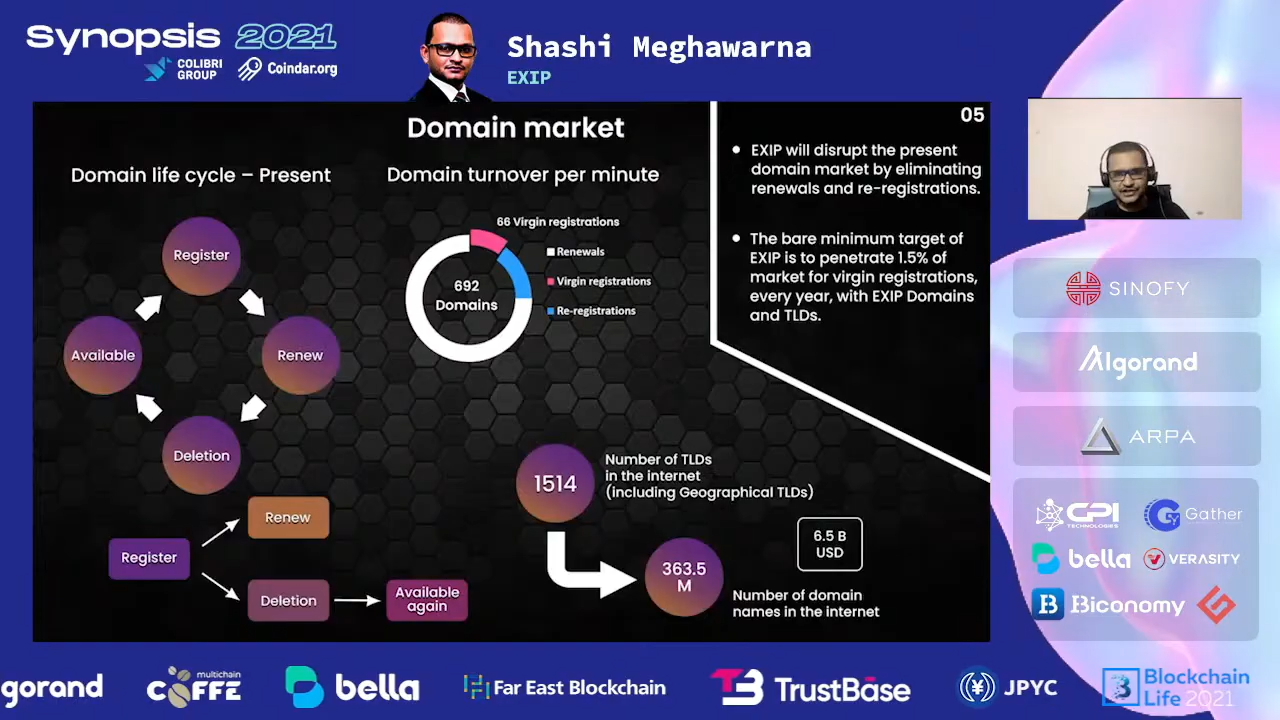 Synopsis 2021
COLIBRI
GROUP
Coindar.org
Shashi Meghawarna
EXIP
Domain market
05
Domain life cycle – Present
Register
Available
Renew
Deletion
Domain turnover per minute
66 Virgin registrations
692
Domains
Renewals
Virgin registrations
Re-registrations
EXIP will disrupt the present
domain market by eliminating
renewals and re-registrations.
The bare minimum target of
EXIP is to penetrate 1.5% of
market for virgin registrations,
every year, with EXIP Domains
and TLDs.
Register
Renew
Deletion
Available
again
1514
Number of TLDs
in the internet
(including Geographical TLDs)
363.5
M
6.5 B
USD
Number of domain
names in the internet
SINOFY
Algorand
ARPA
CPI
TECHNOLOGIES
Gather
bella
VERASITY
Biconomy
gorand
multichain
COFFE
bella
Far East Blockchain
TrustBase
JPYC
Blockchain
Life 2021